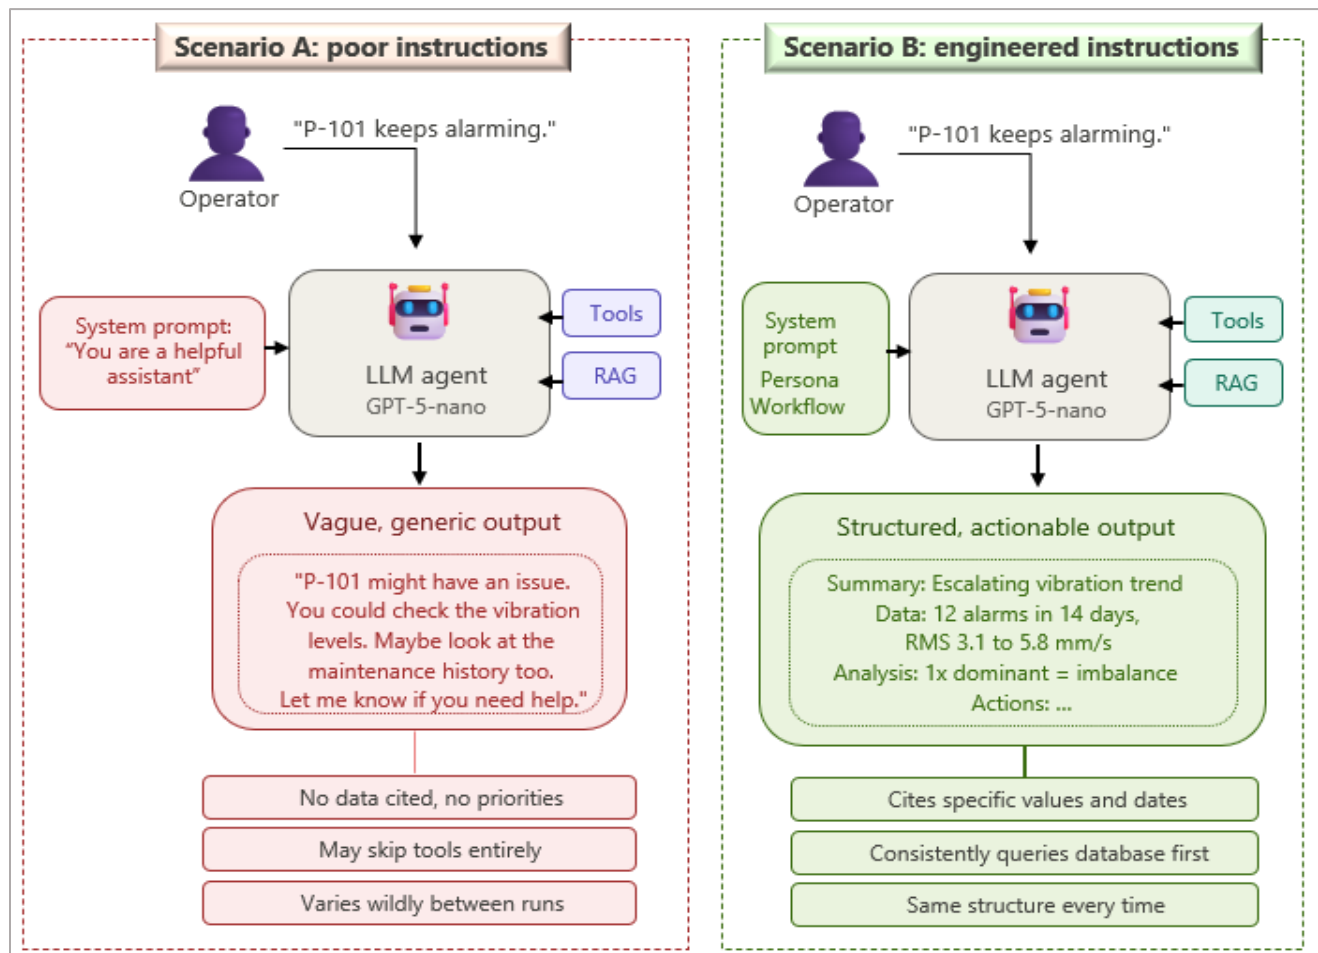 Scenario A: poor instructions
"P-101 keeps alarming."
Operator
System prompt:
“You are a helpful
assistant”
LLM agent
GPT-5-nano
Tools
RAG
Vague, generic output
"P-101 might have an issue.
You could check the vibration
levels. Maybe look at the
maintenance history too.
Let me know if you need help."
No data cited, no priorities
May skip tools entirely
Varies wildly between runs
Scenario B: engineered instructions
"P-101 keeps alarming."
Operator
System
prompt
Persona
Workflow
LLM agent
GPT-5-nano
Tools
RAG
Structured, actionable output
Summary: Escalating vibration trend
Data: 12 alarms in 14 days,
RMS 3.1 to 5.8 mm/s
Analysis: 1x dominant = imbalance
Actions: ...
Cites specific values and dates
Consistently queries database first
Same structure every time